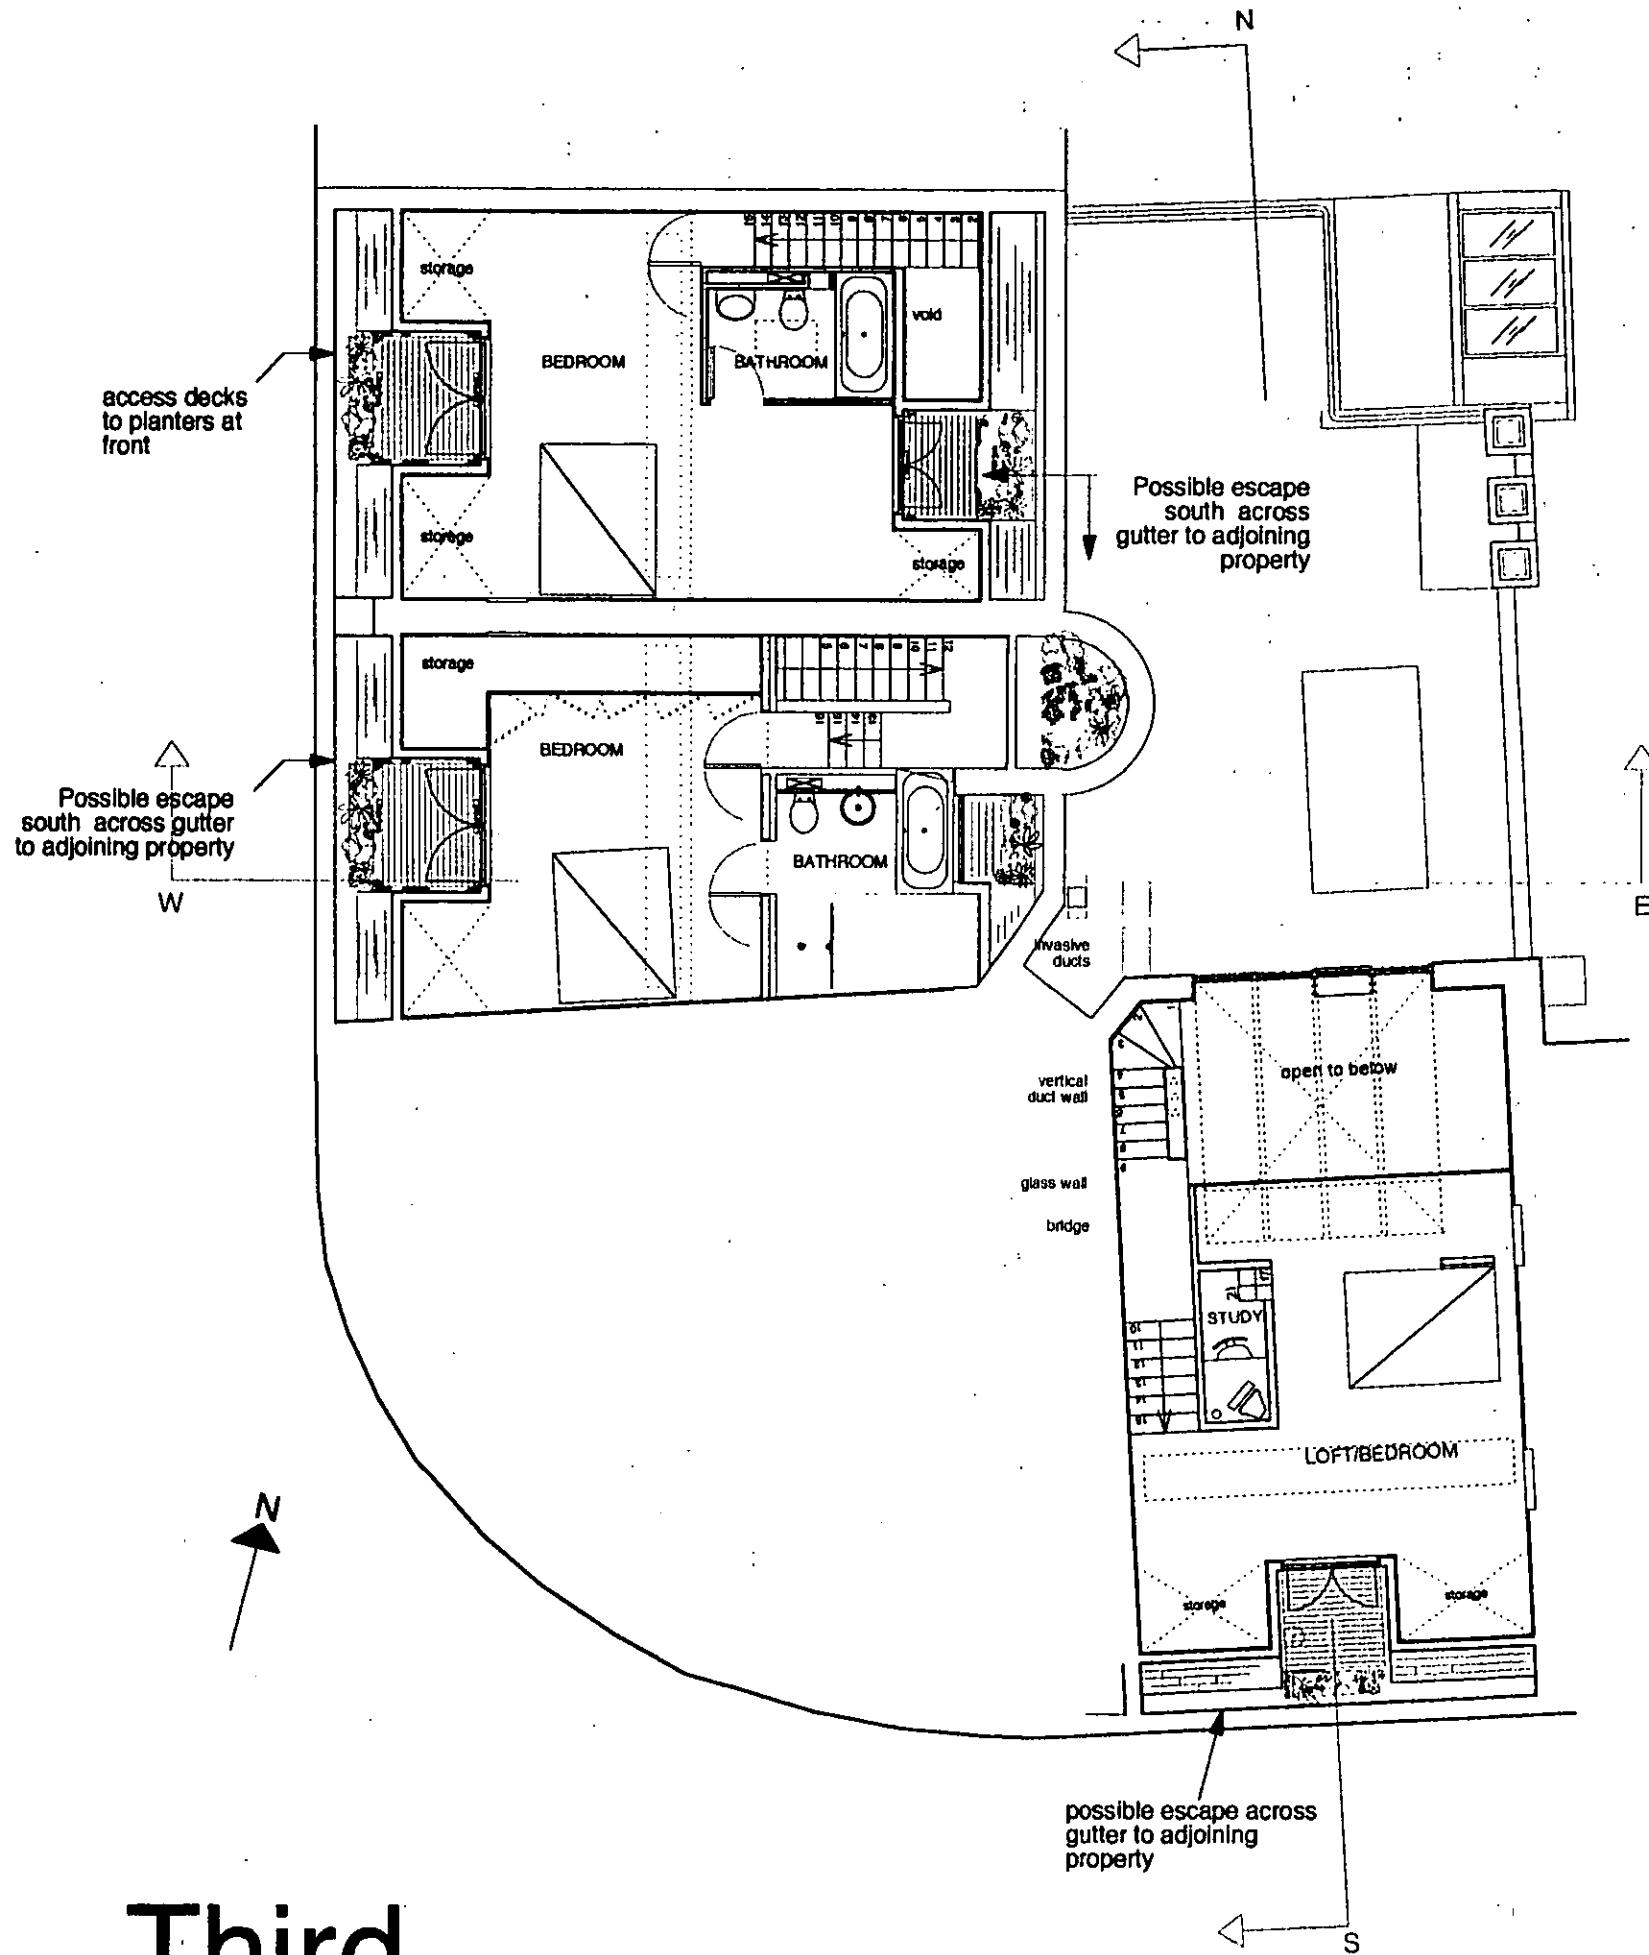 N
storage
void
BEDROOM
BATHROOM
access decks
to planters at
front
Possible escape
south across
gutter to adjoining
property
storage
storage
storage
BEDROOM
Possible escape
south across gutter
to adjoining property
BATHROOM
W
E
invasive
ducts
open to below
vertical
duct wall
glass wall
bridge
STUDY
LOFT/BEDROOM
N
storage
storage
possible escape across
gutter to adjoining
property
Third
S